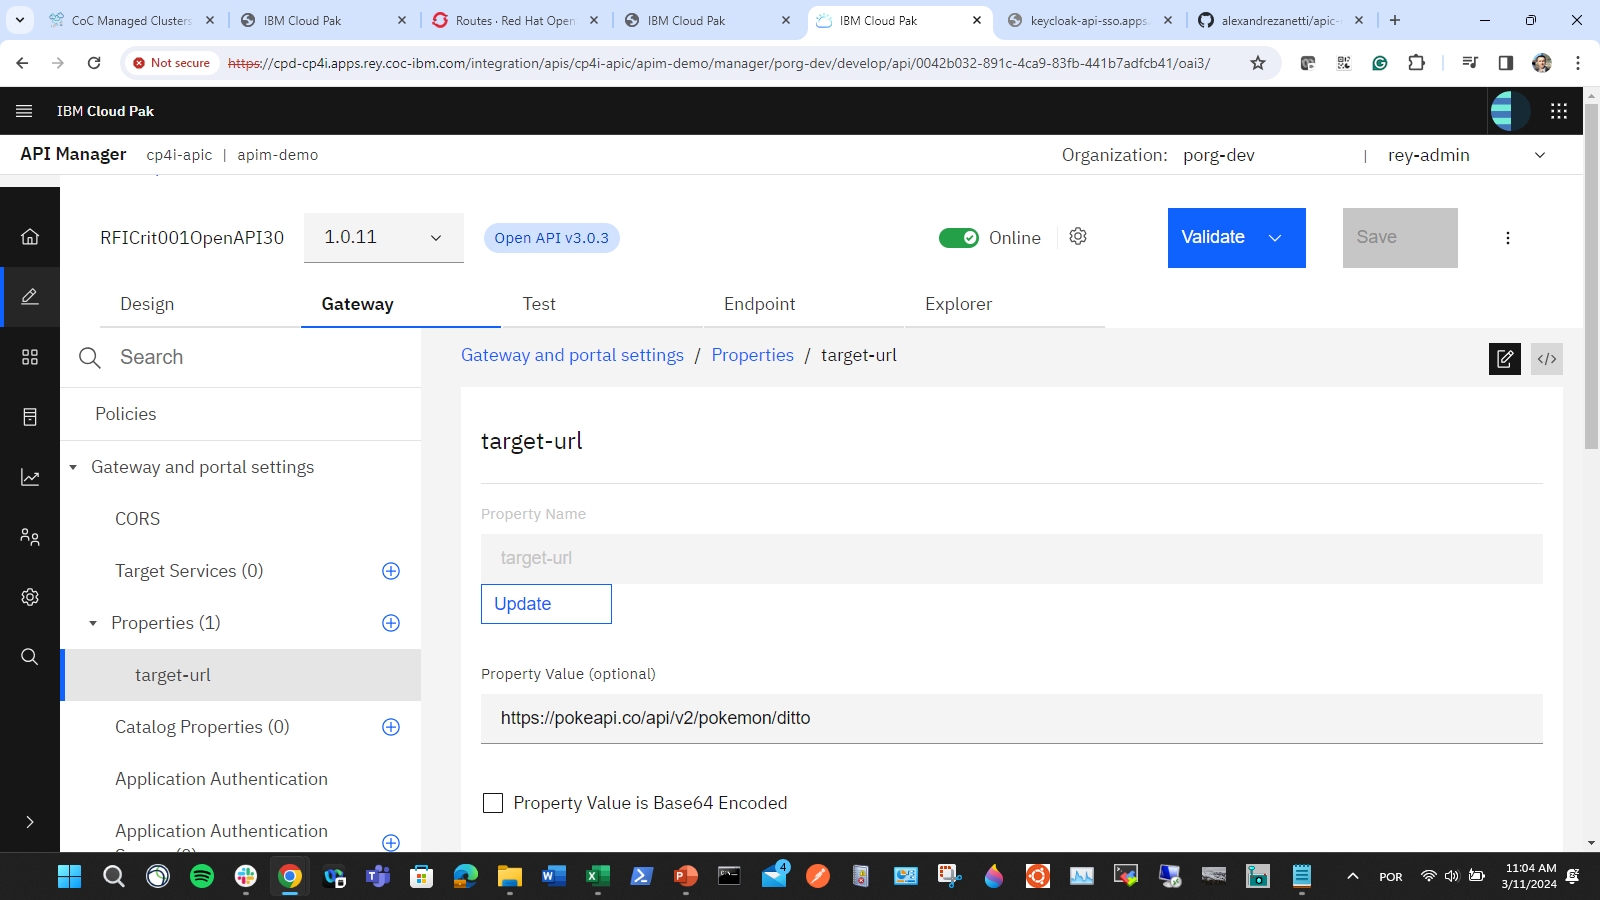 CoC Managed Clusters
IBM Cloud Pak
Routes · Red Hat Open
IBM Cloud Pak
IBM Cloud Pak
keycloak-api-sso.apps.
alexandrezanetti/apic-
Not secure
https://cpd-cp4i.apps.rey.coc-ibm.com/integration/apis/cp4i-apic/apim-demo/manager/porg-dev/develop/api/0042b032-891c-4ca9-83fb-441b7adfcb41/oai3/
IBM Cloud Pak
API Manager cp4i-apic | apim-demo
Organization: porg-dev | rey-admin
RFICrit001OpenAPI30
1.0.11
Open API v3.0.3
Online
Validate
Save
Design
Gateway
Test
Endpoint
Explorer
Search
Policies
Gateway and portal settings
CORS
Target Services (0)
Properties (1)
target-url
Catalog Properties (0)
Application Authentication
Application Authentication
Gateway and portal settings / Properties / target-url
</>
target-url
Property Name
target-url
Update
Property Value (optional)
https://pokeapi.co/api/v2/pokemon/ditto
Property Value is Base64 Encoded
4
POR
11:04 AM
3/11/2024